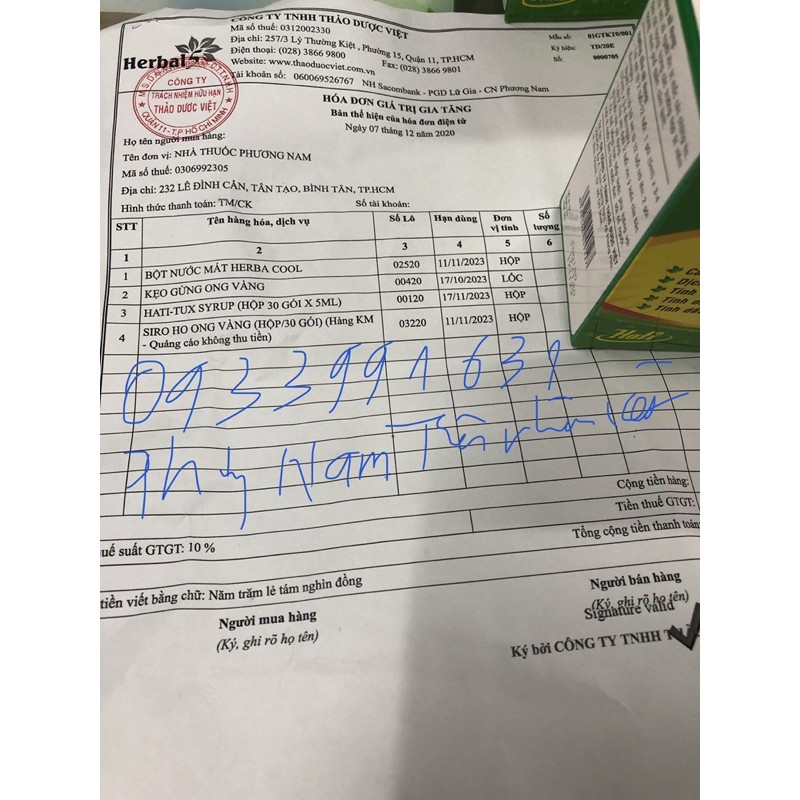 CÔNG TY TNHH THẢO DƯỢC VIỆT
Mã số thuế: 0312002330
Địa chỉ: 257/3 Lý Thường Kiệt , Phường 15, Quận 11, TP.HCM
Điện thoại: (028) 3866 9800
Fax: (028) 3866 9801
Website: www.thaoduocviet.com.vn
Tài khoản số: 060069526767 NH Sacombank - PGD Lữ Gia - CN Phương Nam
Mẫu số: 01GTKT0/001
Ký hiệu: TD/20E
Số: 0000705
Herbal
CÔNG TY
TRÁCH NHIỆM HỮU HẠN
THẢO DƯỢC VIỆT
QUẬN 11 - T.P HỒ CHÍ MINH
HÓA ĐƠN GIÁ TRỊ GIA TĂNG
Bản thể hiện của hóa đơn điện tử
Ngày 07 tháng 12 năm 2020
Họ tên người mua hàng:
Tên đơn vị: NHÀ THUỐC PHƯƠNG NAM
Mã số thuế: 0306992305
Địa chỉ: 232 LÊ ĐÌNH CẨN, TÂN TẠO, BÌNH TÂN, TP.HCM
Hình thức thanh toán: TM/CK Số tài khoản:
STT Tên hàng hóa, dịch vụ Số Lô Hạn dùng Đơn vị tính Số lượng
1 2 3 4 5 6
1 BỘT NƯỚC MÁT HERBA COOL 02520 11/11/2023 HỘP
2 KẸO GỪNG ONG VÀNG 00420 17/10/2023 LỐC
3 HATI-TUX SYRUP (HỘP 30 GÓI X 5ML) 00120 17/11/2023 HỘP
4 SIRO HO ONG VÀNG (HỘP/30 GÓI) (Hàng KM - Quảng cáo không thu tiền) 03220 11/11/2023 HỘP
Hati
0933991631
Thy Nam
Cộng tiền hàng:
Tiền thuế GTGT:
uế suất GTGT: 10 %
Tổng cộng tiền thanh toán:
tiền viết bằng chữ: Năm trăm lẻ tám nghìn đồng
Người mua hàng
(Ký, ghi rõ họ tên)
Người bán hàng
(Ký, ghi rõ họ tên)
Signature valid
Ký bởi CÔNG TY TNHH